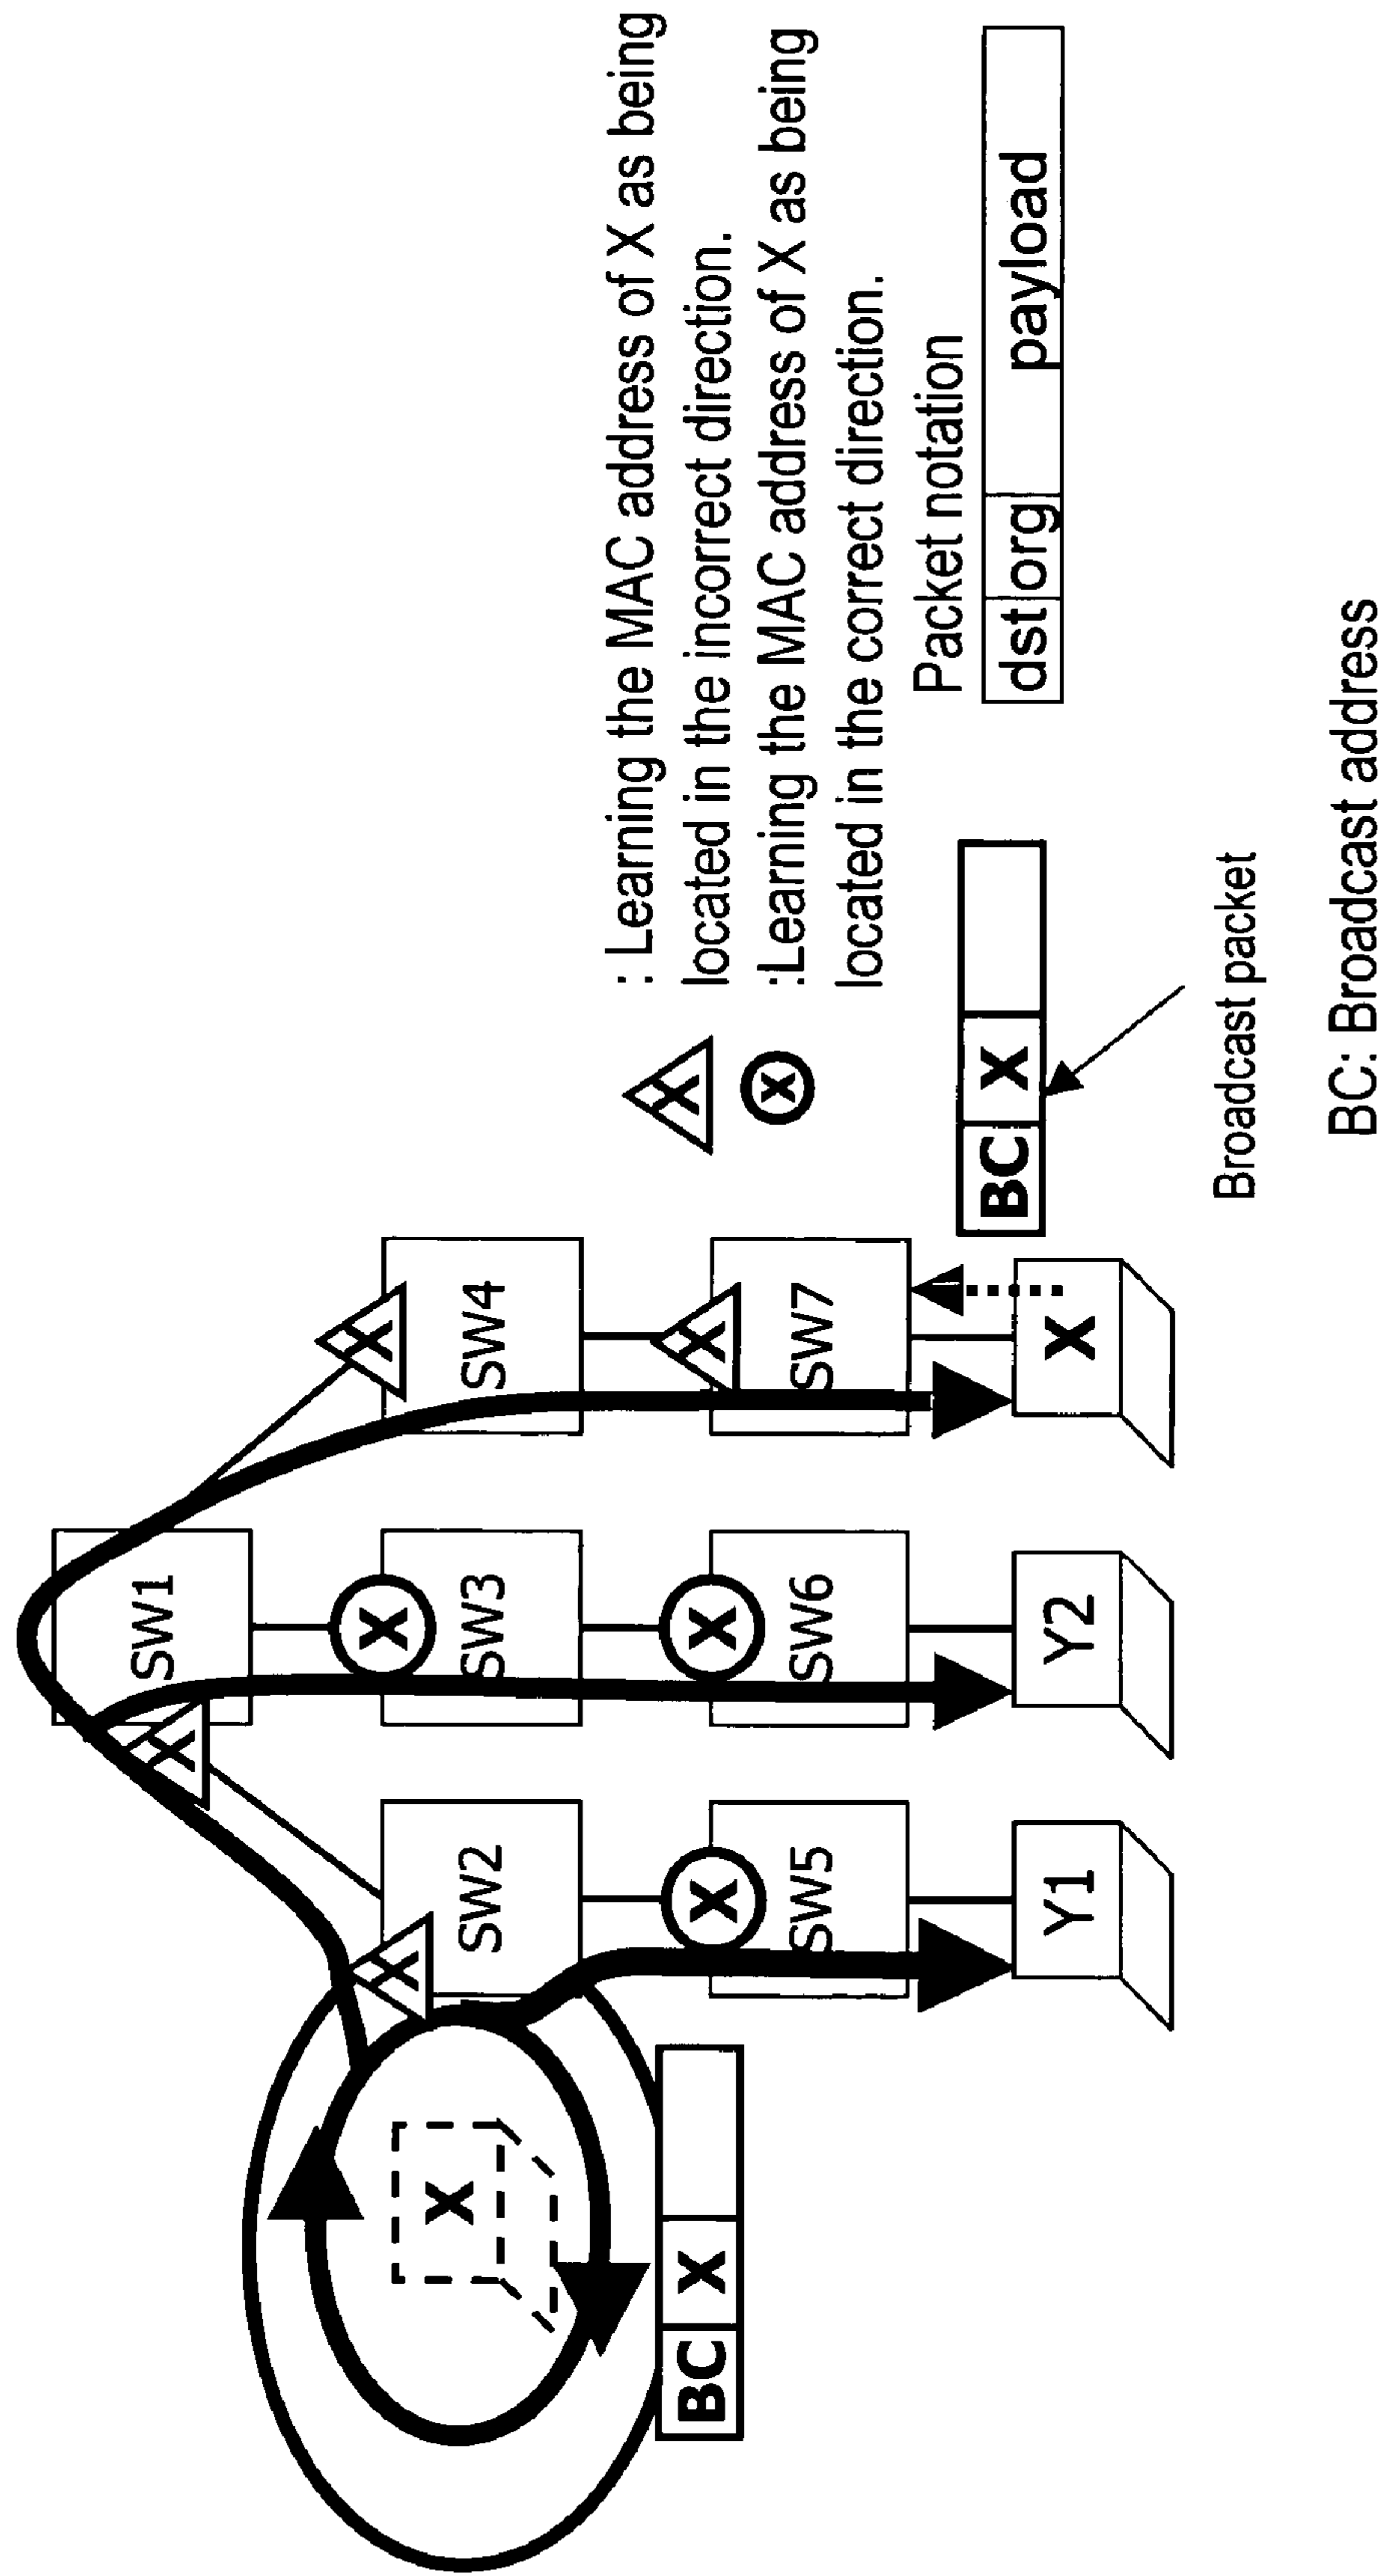 SW1
X
X
X
X
X
SW2
SW3
SW4
BC X
X
X
X
SW5
SW6
SW7
Y1
Y2
X
BC X
Broadcast packet
X
: Learning the MAC address of X as being
located in the incorrect direction.
X
:Learning the MAC address of X as being
located in the correct direction.
Packet notation
dst org payload
BC: Broadcast address